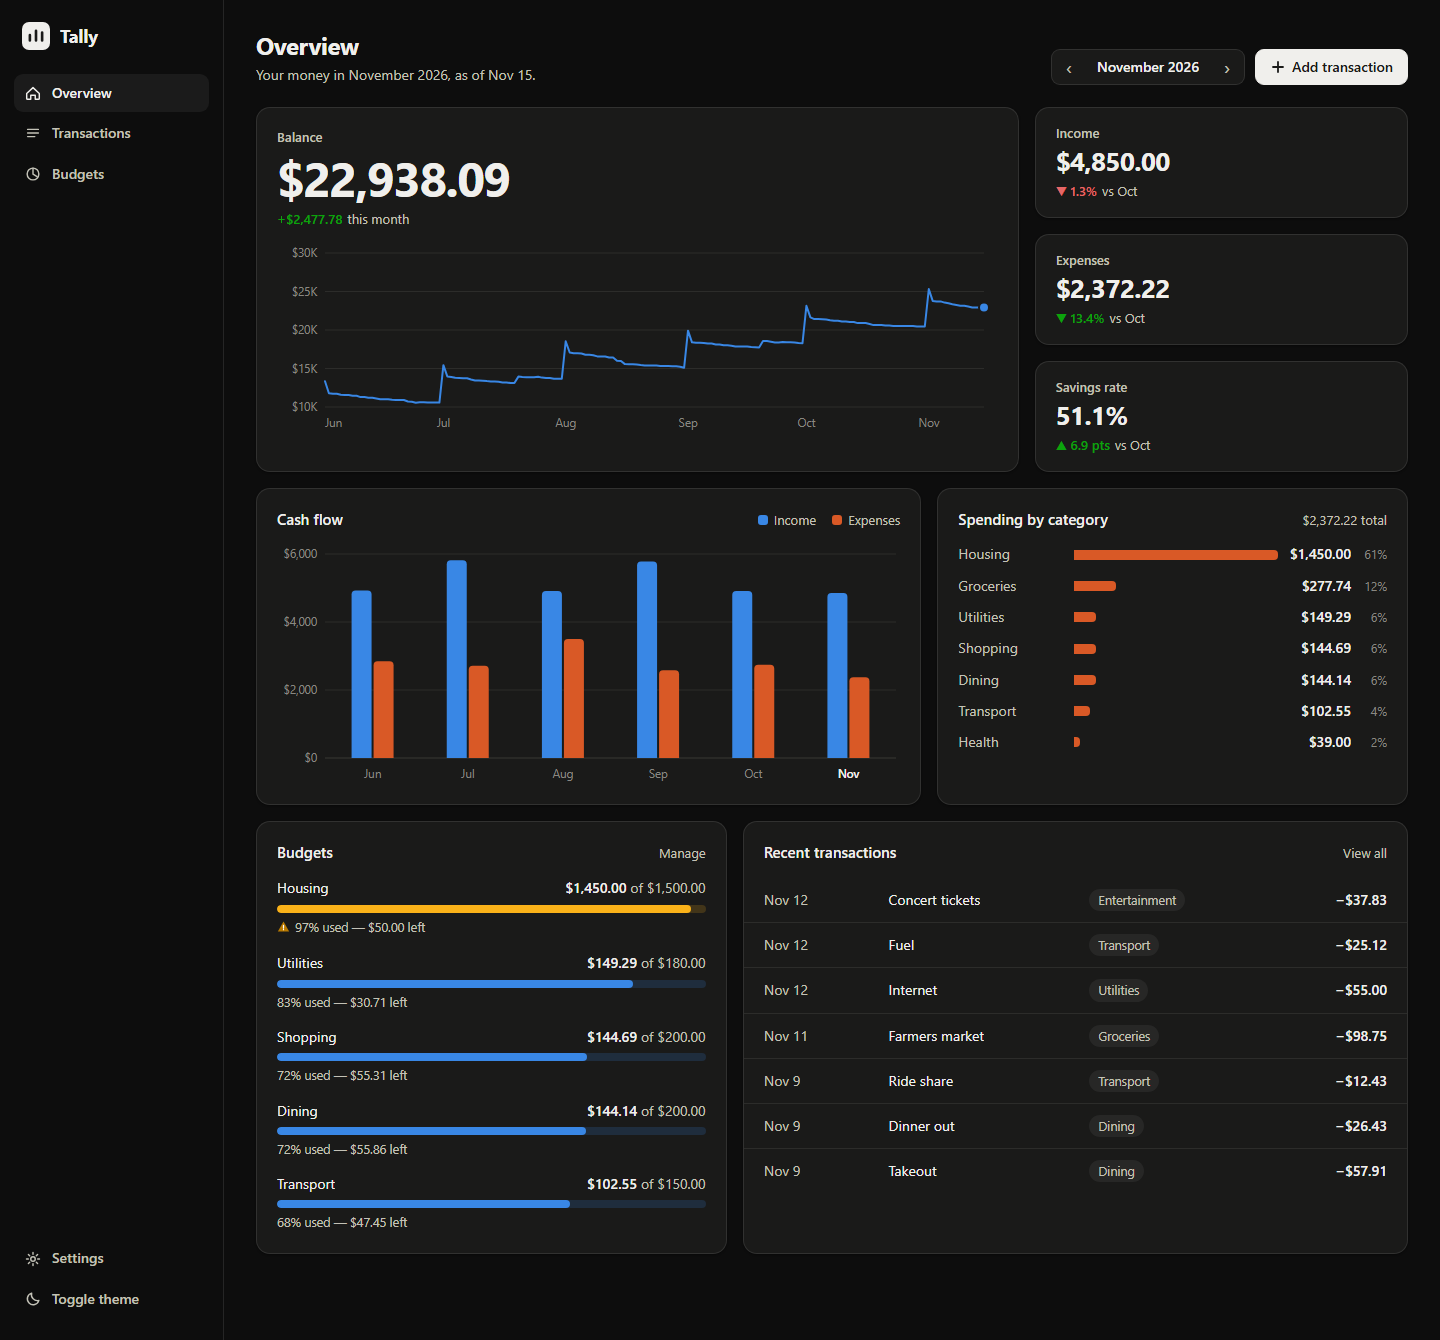 Tally
Overview
Transactions
Budgets
Settings
Toggle theme
Overview
Your money in November 2026, as of Nov 15.
‹ November 2026 ›
+ Add transaction
Balance
$22,938.09
+$2,477.78 this month
$30K
$25K
$20K
$15K
$10K
Jun Jul Aug Sep Oct Nov
Income
$4,850.00
▼ 1.3% vs Oct
Expenses
$2,372.22
▼ 13.4% vs Oct
Savings rate
51.1%
▲ 6.9 pts vs Oct
Cash flow
Income Expenses
$6,000
$4,000
$2,000
$0
Jun Jul Aug Sep Oct Nov
Spending by category $2,372.22 total
Housing $1,450.00 61%
Groceries $277.74 12%
Utilities $149.29 6%
Shopping $144.69 6%
Dining $144.14 6%
Transport $102.55 4%
Health $39.00 2%
Budgets Manage
Housing $1,450.00 of $1,500.00
97% used — $50.00 left
Utilities $149.29 of $180.00
83% used — $30.71 left
Shopping $144.69 of $200.00
72% used — $55.31 left
Dining $144.14 of $200.00
72% used — $55.86 left
Transport $102.55 of $150.00
68% used — $47.45 left
Recent transactions View all
Nov 12 Concert tickets Entertainment −$37.83
Nov 12 Fuel Transport −$25.12
Nov 12 Internet Utilities −$55.00
Nov 11 Farmers market Groceries −$98.75
Nov 9 Ride share Transport −$12.43
Nov 9 Dinner out Dining −$26.43
Nov 9 Takeout Dining −$57.91